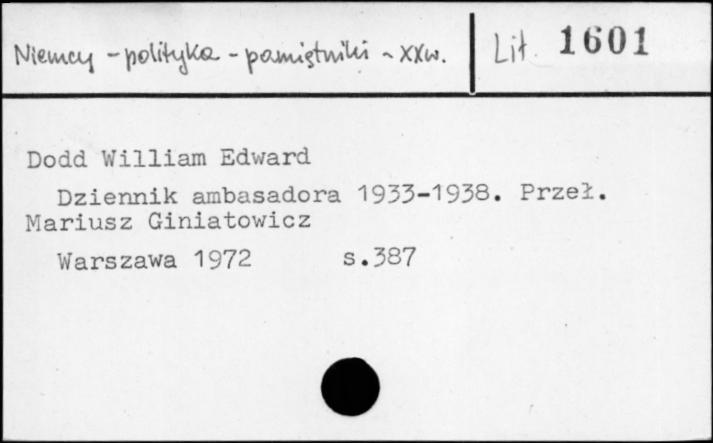 Niemcy - polityka - pamiętniki - XXw.
Lit. 1601
Dodd William Edward
Dziennik ambasadora 1933-1938. Przeł.
Mariusz Giniatowicz
Warszawa 1972 s.387